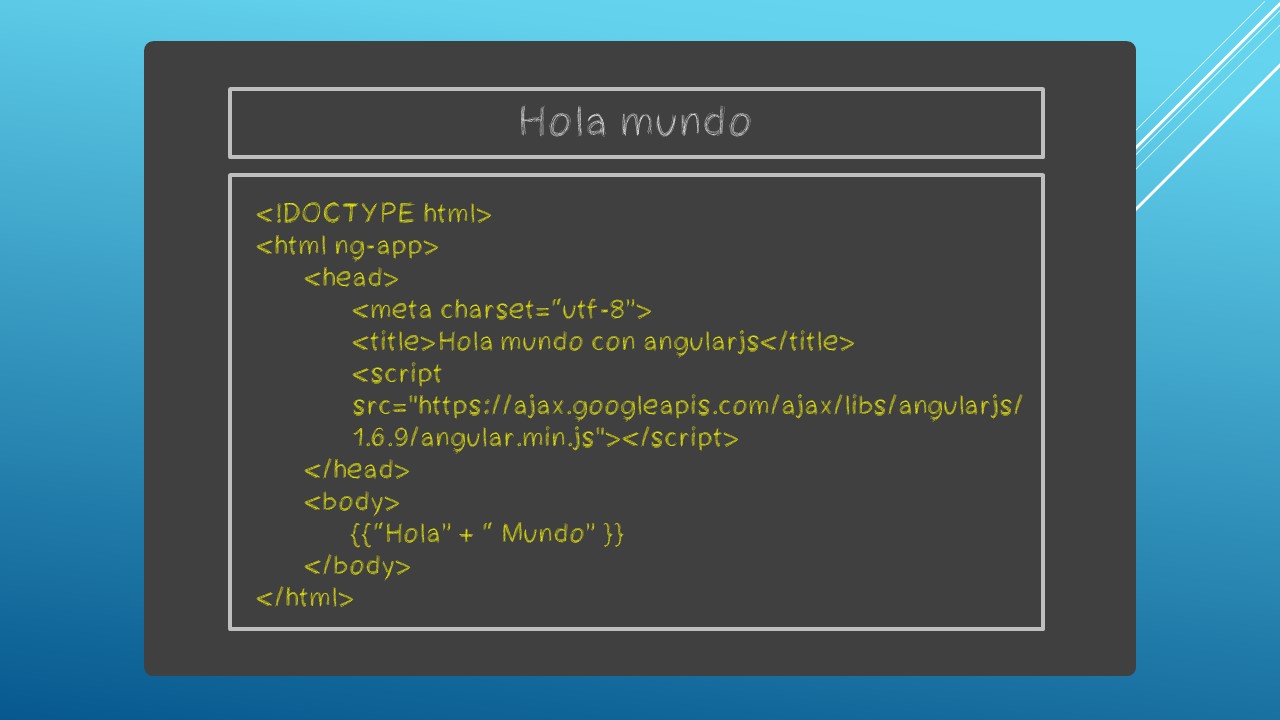 Hola mundo
<!DOCTYPE html>
<html ng-app>
<head>
<meta charset=“utf-8”>
<title>Hola mundo con angularjs</title>
<script
src="https://ajax.googleapis.com/ajax/libs/angularjs/
1.6.9/angular.min.js"></script>
</head>
<body>
{{“Hola” + “ Mundo” }}
</body>
</html>